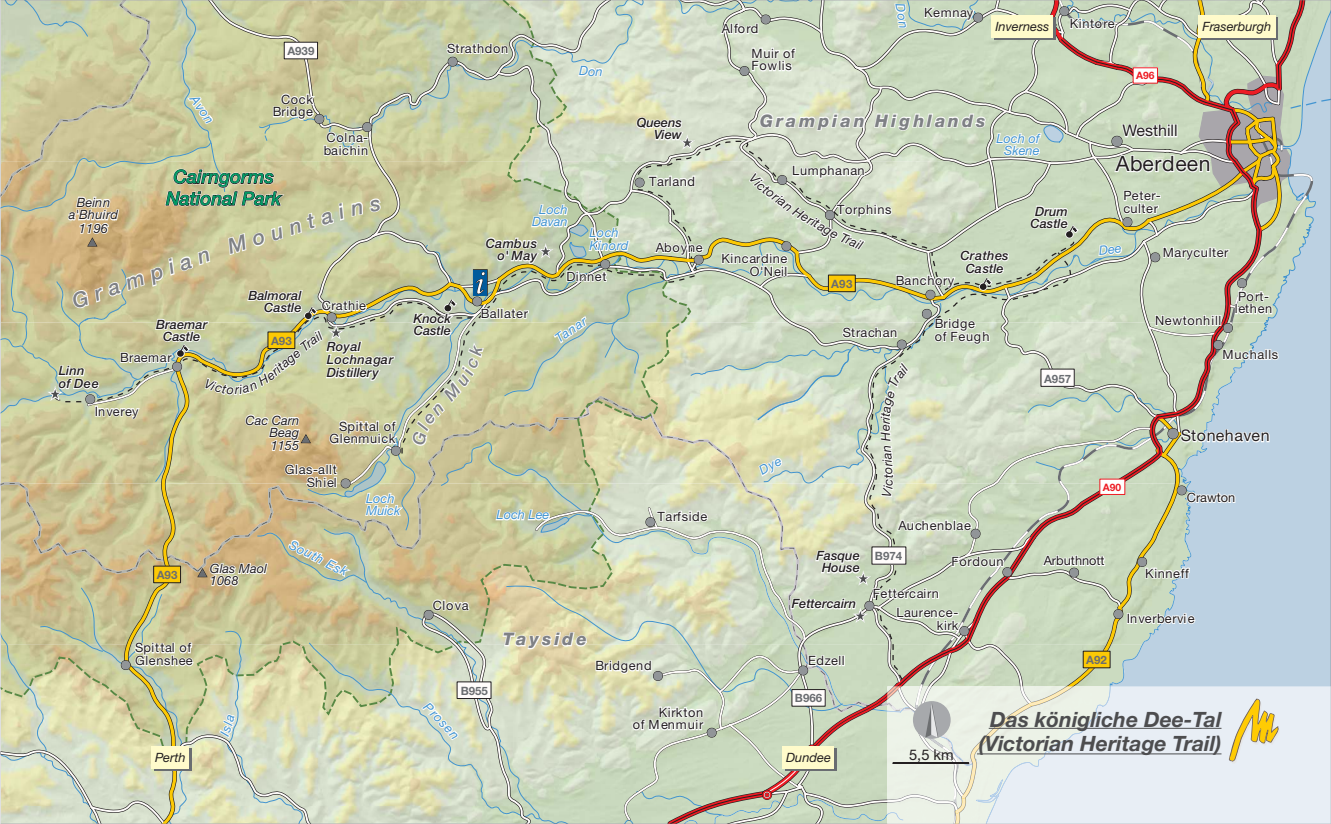 Kemnay
Don
Inverness
Kintore
Fraserburgh
Alford
A939
Strathdon
Muir of
Fowlis
Don
A96
Avon
Cock
Bridge
Colna-
baichin
Queens
View
Grampian Highlands
Loch of
Skene
Westhill
Aberdeen
Cairngorms
National Park
Tarland
Lumphanan
Victorian Heritage Trail
Torphins
Peter-
culter
Beinn
a'Bhuird
1196
Grampian Mountains
Loch
Davan
Loch
Kinord
Drum
Castle
Dee
Cambus
o' May
Aboyne
Kincardine
O'Neil
Dinnet
A93
Banchory
Crathes
Castle
Maryculter
Balmoral
Castle
Crathie
i
Ballater
Knock
Castle
Port-
lethen
Newtonhill
Muchalls
Braemar
Castle
Braemar
A93
Royal
Lochnagar
Distillery
Victorian Heritage Trail
Tanar
Strachan
Bridge
of Feugh
Linn
of Dee
Inverey
Glen Muick
Victorian Heritage Trail
A957
Cac Carn
Beag
1155
Spittal of
Glenmuick
Glas-allt
Shiel
Loch
Muick
Dye
Stonehaven
A90
Crawton
Loch Lee
Tarfside
Auchenblae
South Esk
Glas Maol
1068
A93
Fasque
House
B974
Fordoun
Arbuthnott
Kinneff
Clova
Fettercairn
Fettercairn
Laurence-
kirk
Inverbervie
Tayside
Spittal of
Glenshee
Bridgend
Edzell
A92
B955
B966
Isla
Prosen
Kirkton
of Menmuir
Perth
Dundee
5,5 km
Das königliche Dee-Tal
(Victorian Heritage Trail)